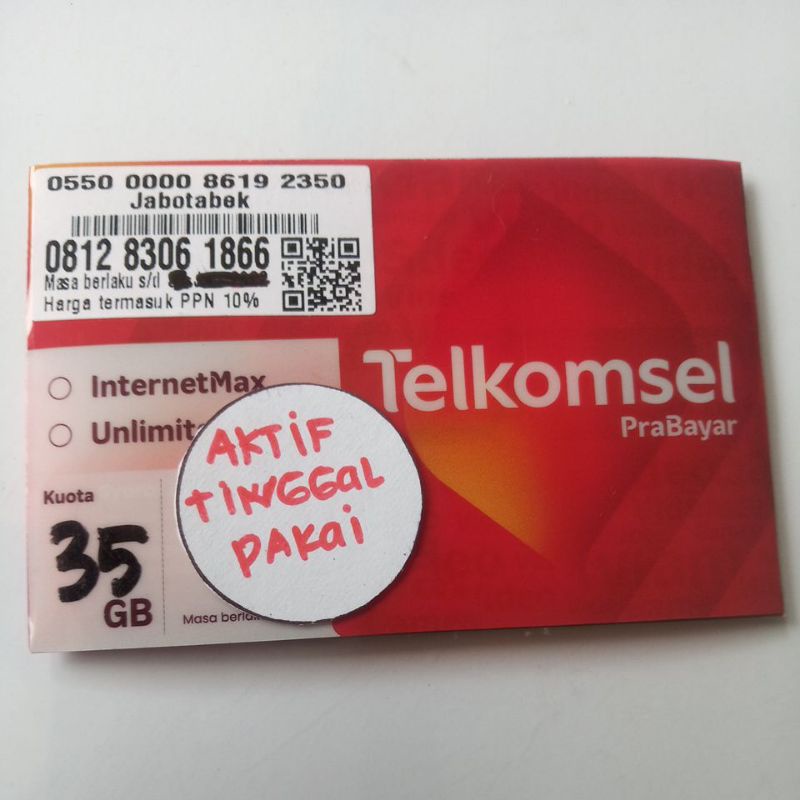 0550 0000 8619 2350
Jabotabek
0812 8306 1866
Masa berlaku s/d
Harga termasuk PPN 10%
InternetMax
Telkomsel
PraBayar
Kuota
35
GB
AKTiF
tiNGGaL
PAKai
Masa